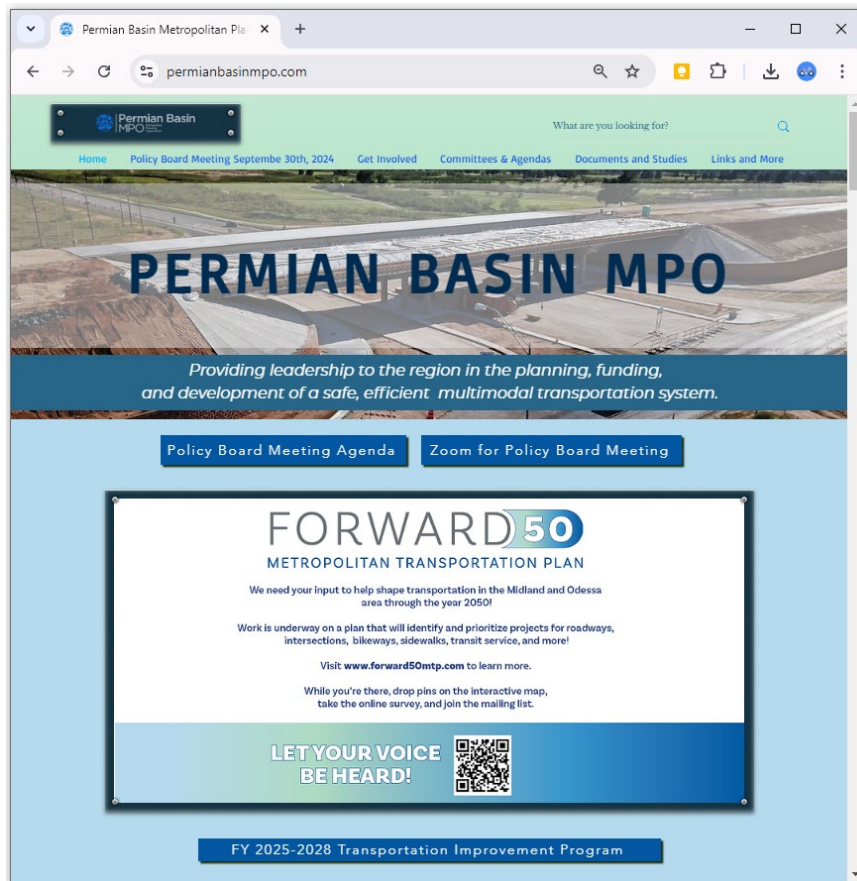 Permian Basin Metropolitan Pla
permianbasinmpo.com
Permian Basin
MPO
What are you looking for?
Home Policy Board Meeting Septembe 30th, 2024 Get Involved Committees & Agendas Documents and Studies Links and More
PERMIAN BASIN MPO
Providing leadership to the region in the planning, funding,
and development of a safe, efficient multimodal transportation system.
Policy Board Meeting Agenda Zoom for Policy Board Meeting
FORWARD50
METROPOLITAN TRANSPORTATION PLAN
We need your input to help shape transportation in the Midland and Odessa
area through the year 2050!
Work is underway on a plan that will identify and prioritize projects for roadways,
intersections, bikeways, sidewalks, transit service, and more!
Visit www.forward50mtp.com to learn more.
While you're there, drop pins on the interactive map,
take the online survey, and join the mailing list.
LET YOUR VOICE
BE HEARD!
FY 2025-2028 Transportation Improvement Program